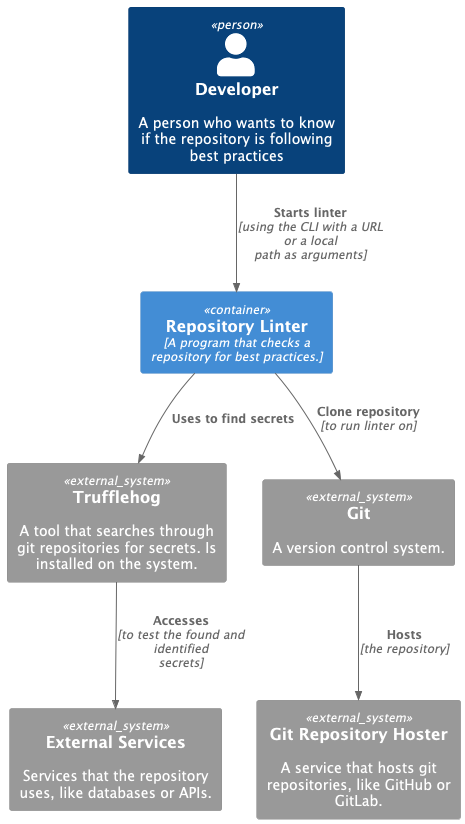 «person»
Developer
A person who wants to know
if the repository is following
best practices
Starts linter
[using the CLI with a URL
or a local
path as arguments]
«container»
Repository Linter
[A program that checks a
repository for best practices.]
Uses to find secrets
Clone repository
[to run linter on]
«external_system»
Trufflehog
A tool that searches through
git repositories for secrets. Is
installed on the system.
«external_system»
Git
A version control system.
Accesses
[to test the found and
identified
secrets]
Hosts
[the repository]
«external_system»
External Services
Services that the repository
uses, like databases or APIs.
«external_system»
Git Repository Hoster
A service that hosts git
repositories, like GitHub or
GitLab.